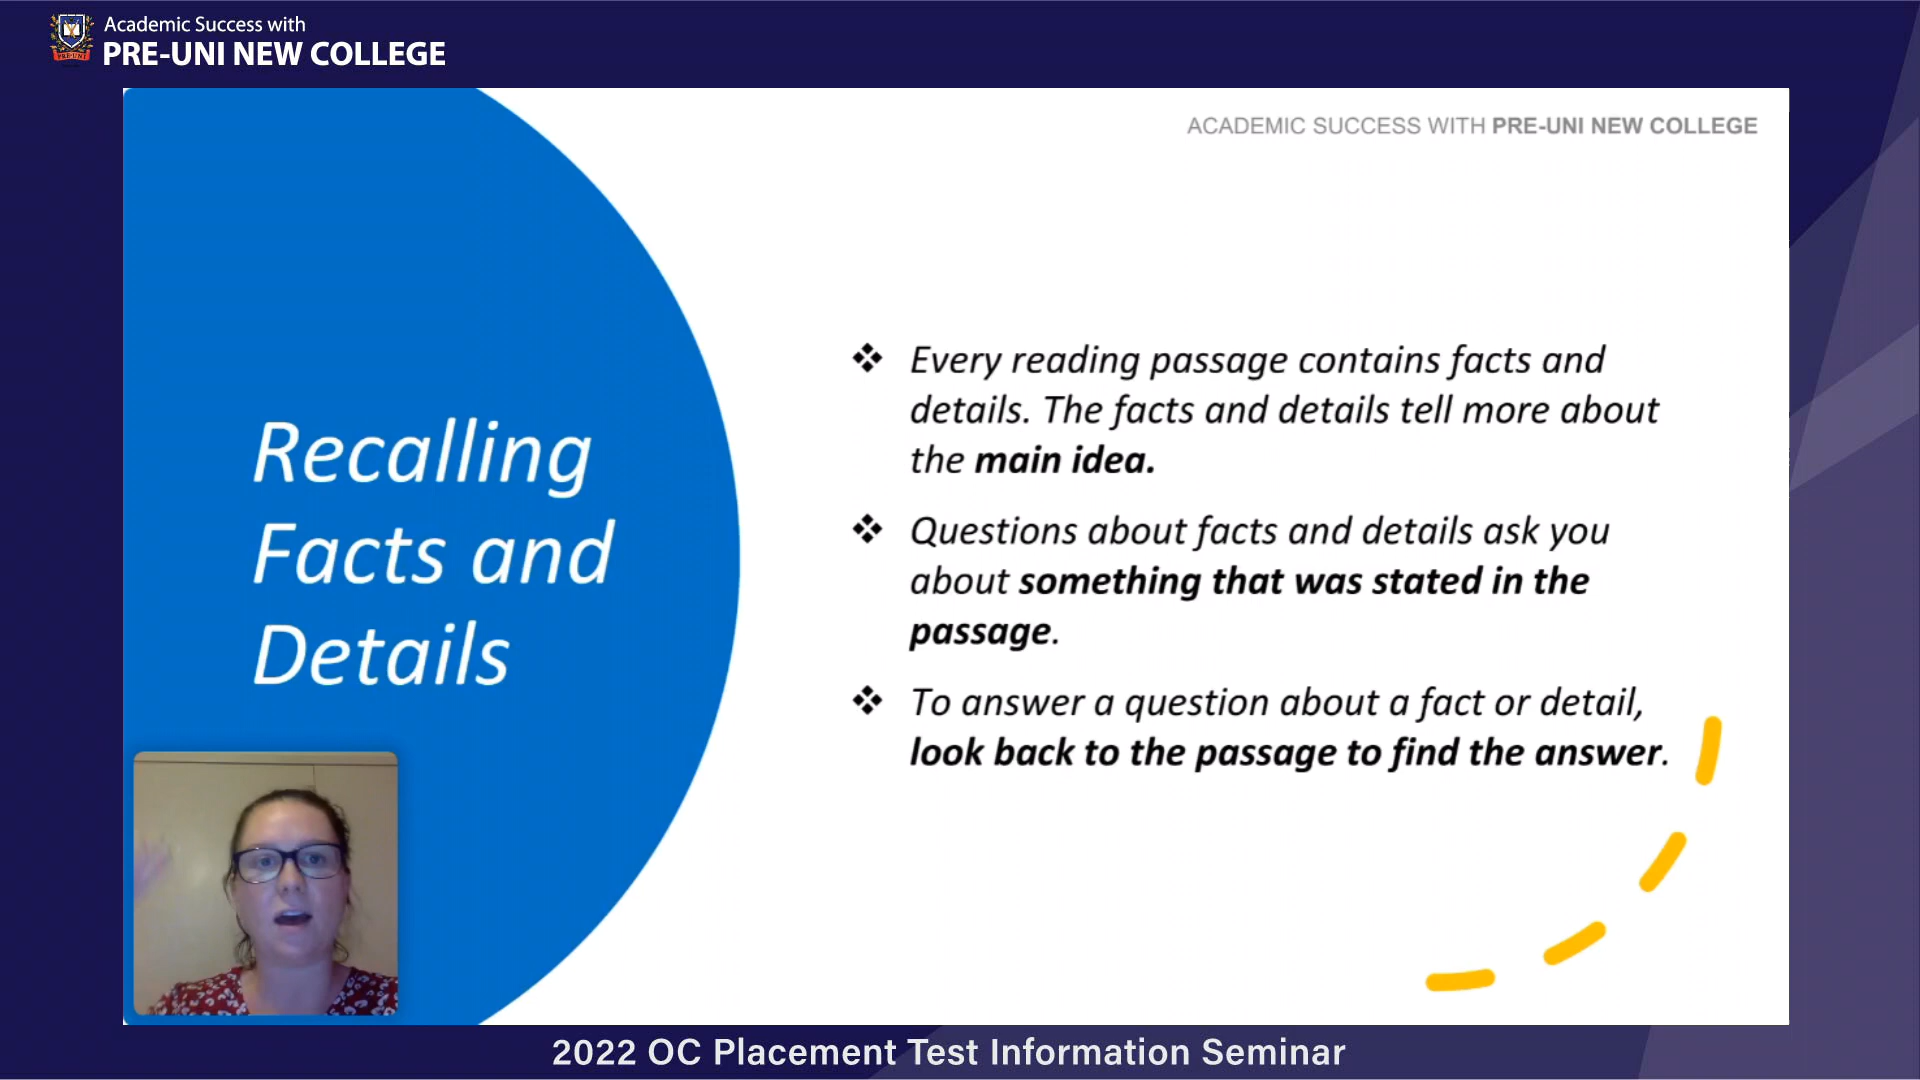 Academic Success with
PRE-UNI NEW COLLEGE
ACADEMIC SUCCESS WITH PRE-UNI NEW COLLEGE
Recalling
Facts and
Details
❖ Every reading passage contains facts and
details. The facts and details tell more about
the main idea.
❖ Questions about facts and details ask you
about something that was stated in the
passage.
❖ To answer a question about a fact or detail,
look back to the passage to find the answer.
2022 OC Placement Test Information Seminar